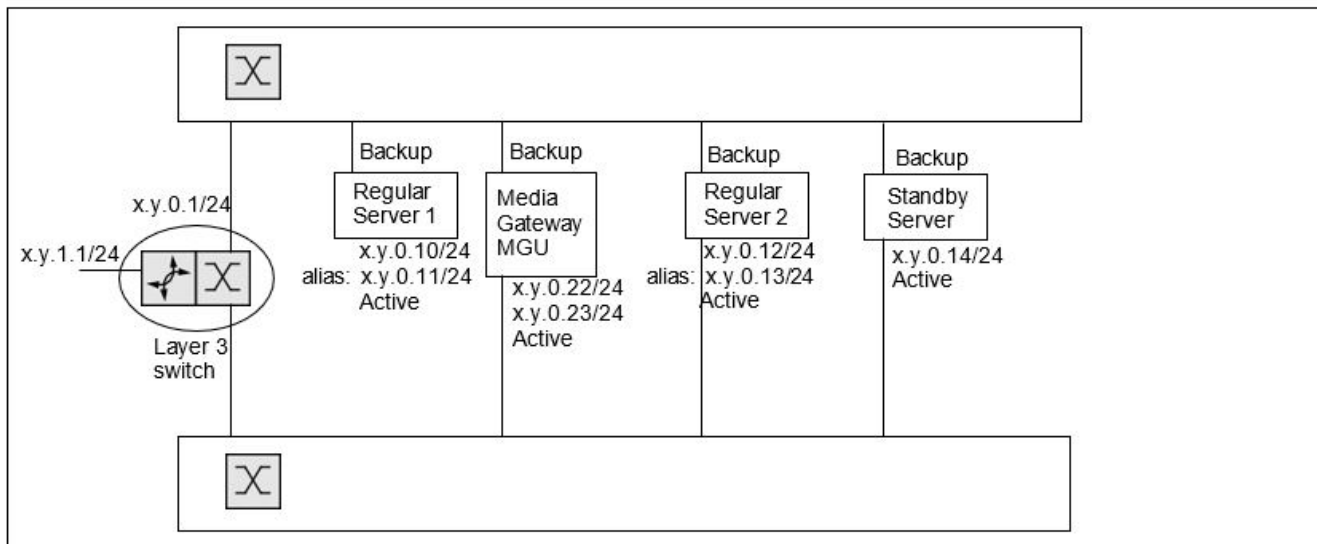 Backup
Backup
Backup
Backup
Regular
Server 1
Media
Gateway
MGU
Regular
Server 2
Standby
Server
x.y.0.1/24
x.y.1.1/24
x.y.0.10/24
alias: x.y.0.11/24
Active
x.y.0.22/24
x.y.0.23/24
Active
x.y.0.12/24
alias: x.y.0.13/24
Active
x.y.0.14/24
Active
Layer 3
switch